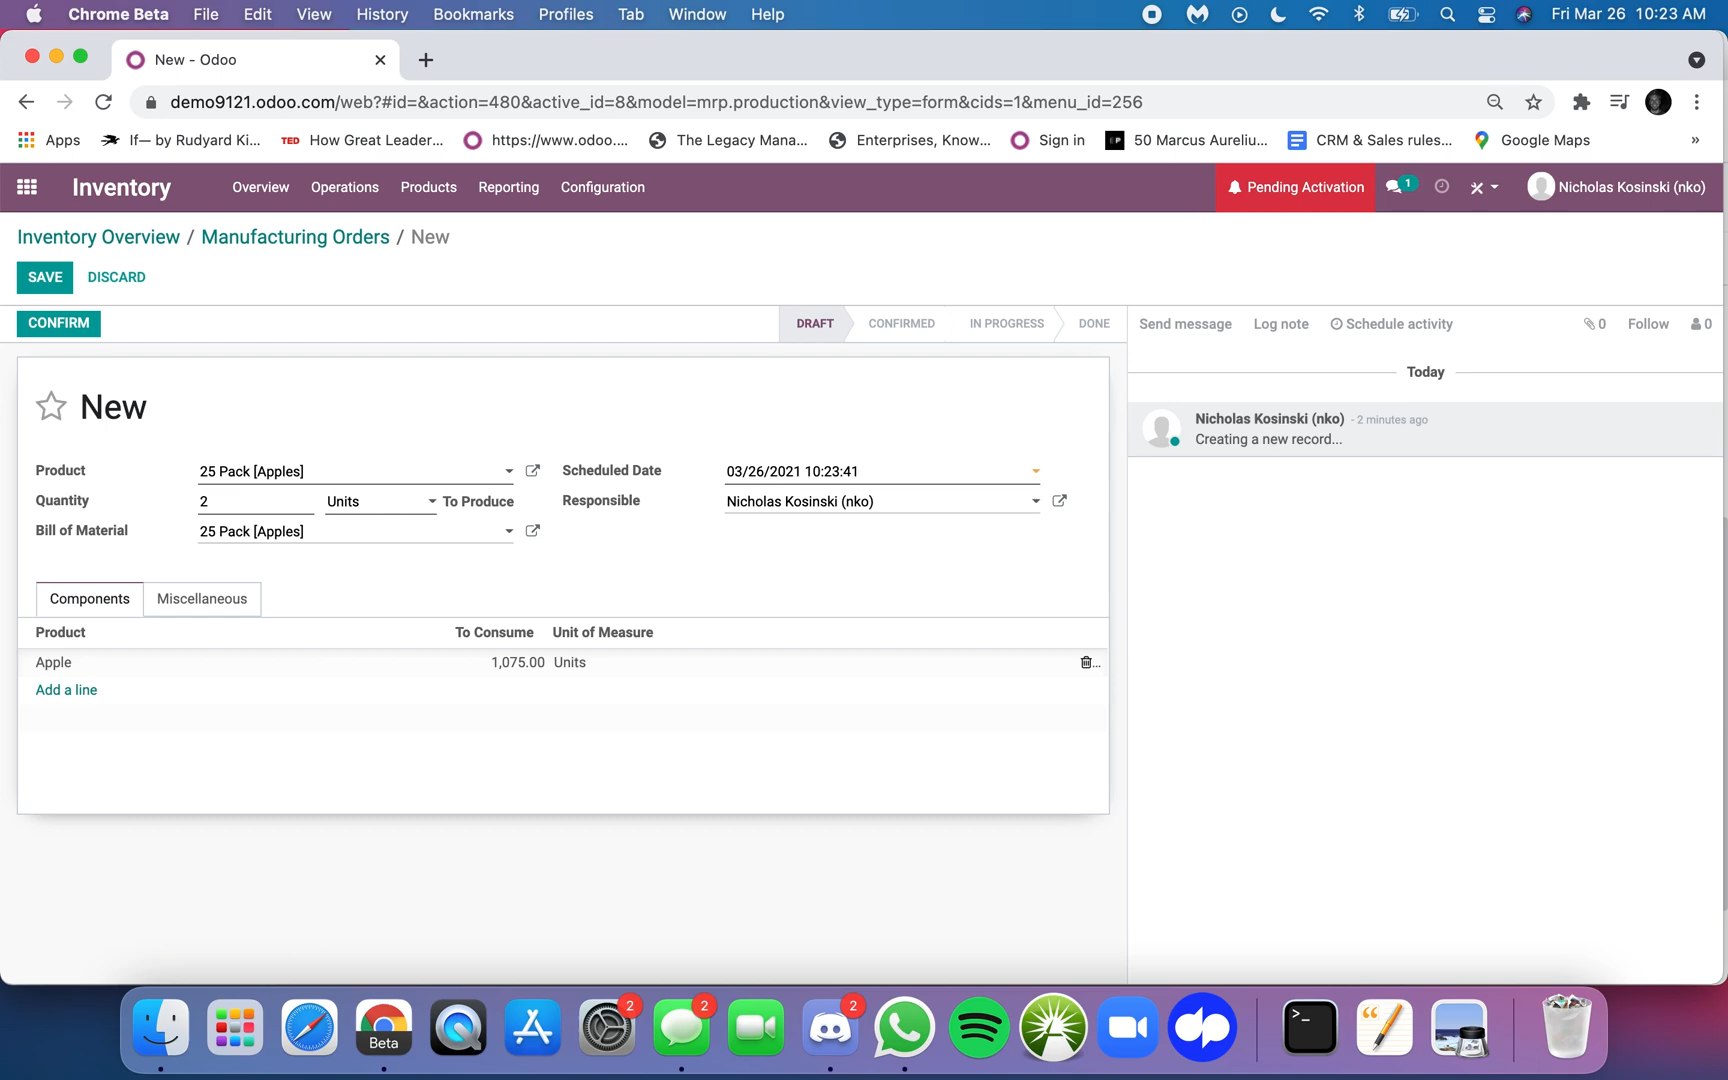 Chrome Beta File Edit View History Bookmarks Profiles Tab Window Help Fri Mar 26 10:23 AM
New - Odoo
demo9121.odoo.com/web?#id=&action=480&active_id=8&model=mrp.production&view_type=form&cids=1&menu_id=256
Apps If— by Rudyard Ki... TED How Great Leader... https://www.odoo.... The Legacy Mana... Enterprises, Know... Sign in 50 Marcus Aureliu... CRM & Sales rules... Google Maps »
Inventory Overview Operations Products Reporting Configuration Pending Activation 1 Nicholas Kosinski (nko)
Inventory Overview / Manufacturing Orders / New
SAVE DISCARD
CONFIRM DRAFT CONFIRMED IN PROGRESS DONE Send message Log note Schedule activity 0 Follow 0
Today
New
Nicholas Kosinski (nko) - 2 minutes ago
Creating a new record...
Product 25 Pack [Apples] Scheduled Date 03/26/2021 10:23:41
Quantity 2 Units To Produce Responsible Nicholas Kosinski (nko)
Bill of Material 25 Pack [Apples]
Components Miscellaneous
Product To Consume Unit of Measure
Apple 1,075.00 Units ...
Add a line
2 2 2
Beta